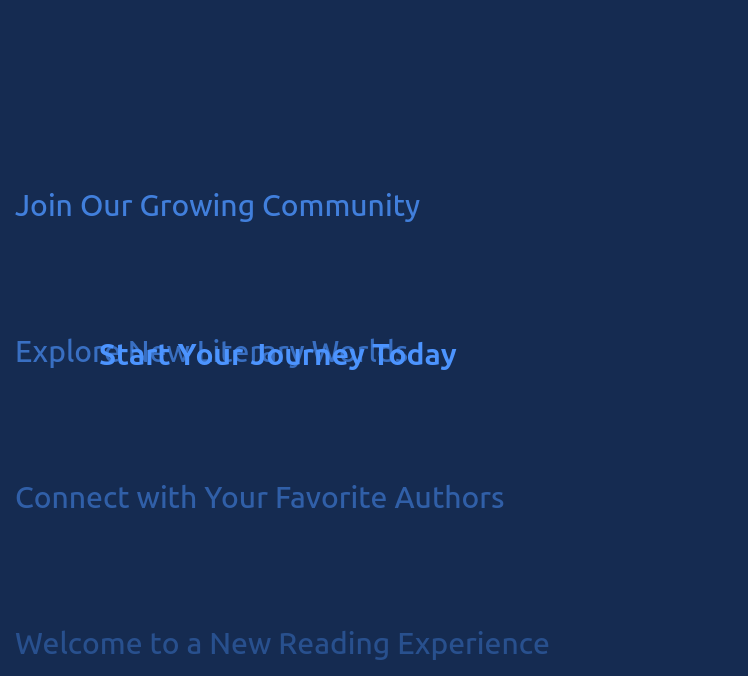 Join Our Growing Community
Explore New Literary Worlds
Start Your Journey Today
Connect with Your Favorite Authors
Welcome to a New Reading Experience